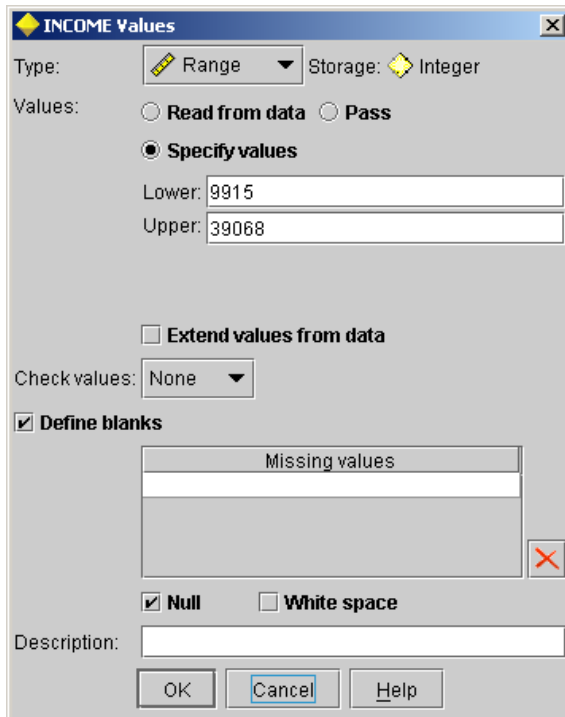 INCOME Values
Type: Range Storage: Integer
Values: Read from data Pass
Specify values
Lower: 9915
Upper: 39068
Extend values from data
Check values: None
Define blanks
Missing values
Null White space
Description:
OK Cancel Help